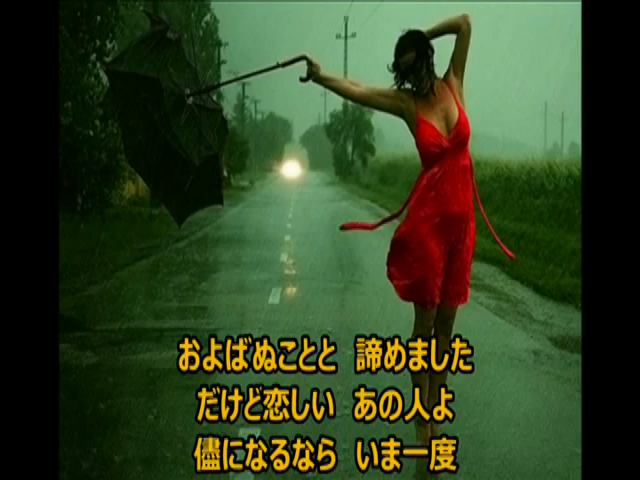 およばぬことと 諦めました
だけど恋しい あの人よ
儘になるなら いま一度